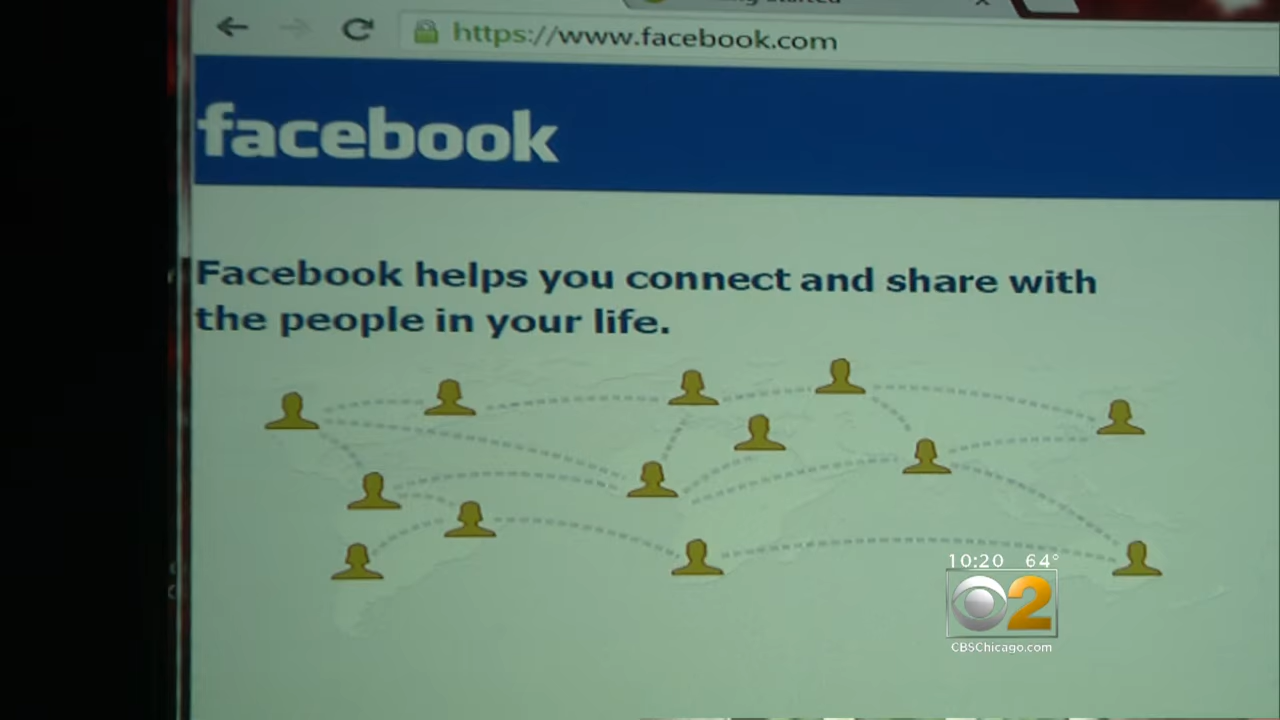 https://www.facebook.com
facebook
Facebook helps you connect and share with
the people in your life.
10:20 64°
2
CBSChicago.com